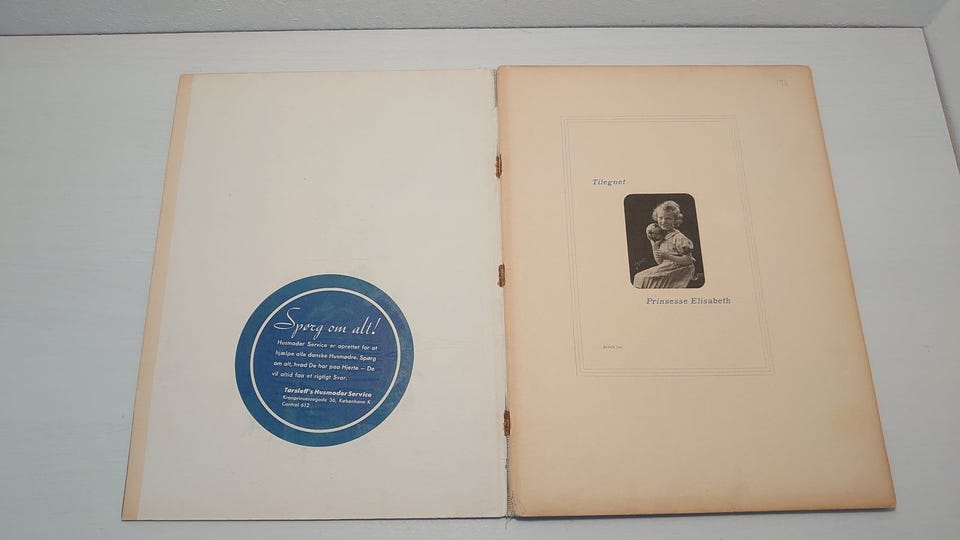 Spørg om alt!
Husmoder Service er oprettet for at
hjælpe alle danske Husmødre. Spørg
om alt, hvad De har paa Hjerte – De
vil altid faa et rigtigt Svar.
Tørsleff's Husmoder Service
Kronprinsessegade 36, København K.
Central 612
Tilegnet
Prinsesse Elisabeth